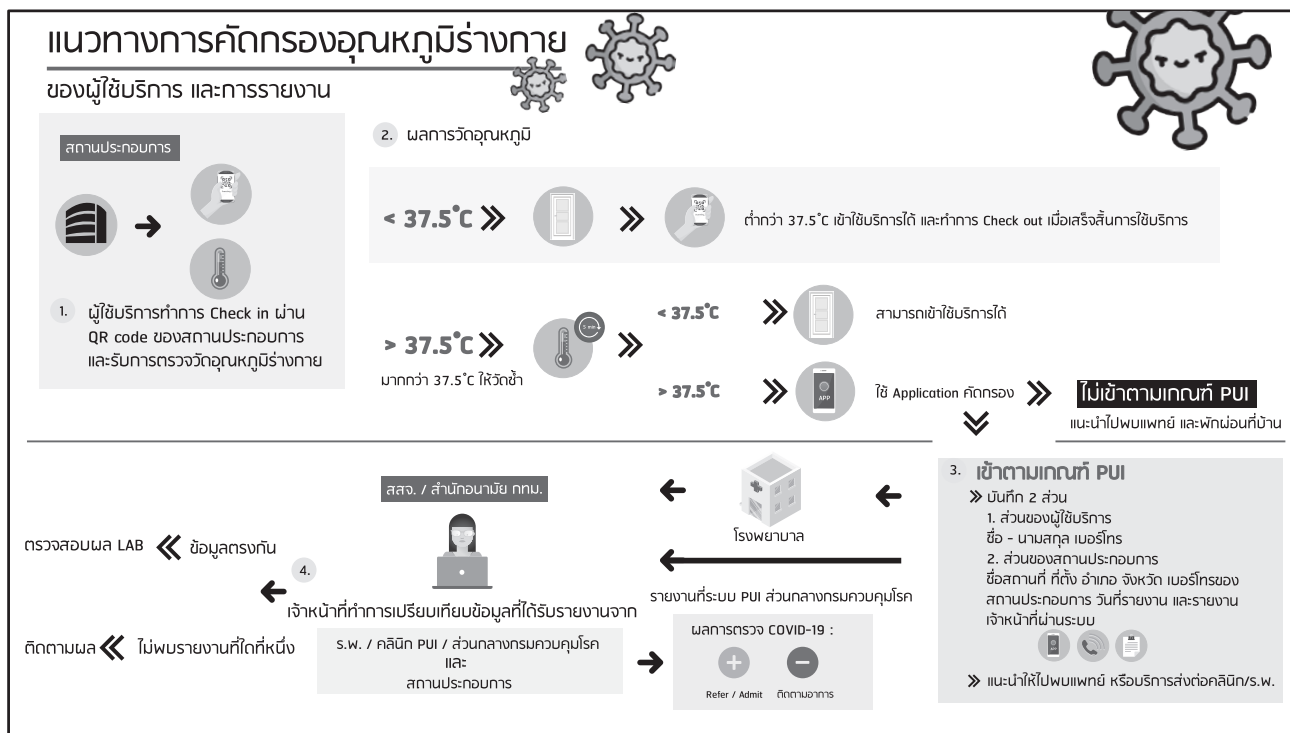 แนวทางการคัดกรองอุณหภูมิร่างกาย
ของผู้ใช้บริการ และการรายงาน
สถานประกอบการ
1. ผู้ใช้บริการทำการ Check in ผ่าน
QR code ของสถานประกอบการ
และรับการตรวจวัดอุณหภูมิร่างกาย
2. ผลการวัดอุณหภูมิ
< 37.5°C
ต่ำกว่า 37.5°C เข้าใช้บริการได้ และทำการ Check out เมื่อเสร็จสิ้นการใช้บริการ
> 37.5°C
มากกว่า 37.5°C ให้วัดซ้ำ
5 min
< 37.5°C
สามารถเข้าใช้บริการได้
> 37.5°C
APP
ใช้ Application คัดกรอง
ไม่เข้าตามเกณฑ์ PUI
แนะนำไปพบแพทย์ และพักผ่อนที่บ้าน
3. เข้าตามเกณฑ์ PUI
บันทึก 2 ส่วน
1. ส่วนของผู้ใช้บริการ
ชื่อ - นามสกุล เบอร์โทร
2. ส่วนของสถานประกอบการ
ชื่อสถานที่ ที่ตั้ง อำเภอ จังหวัด เบอร์โทรของ
สถานประกอบการ วันที่รายงาน และรายงาน
เจ้าหน้าที่ผ่านระบบ
APP
แนะนำให้ไปพบแพทย์ หรือบริการส่งต่อคลินิก/ร.พ.
โรงพยาบาล
รายงานที่ระบบ PUI ส่วนกลางกรมควบคุมโรค
สสจ. / สำนักอนามัย กทม.
4.
เจ้าหน้าที่ทำการเปรียบเทียบข้อมูลที่ได้รับรายงานจาก
ร.พ. / คลินิก PUI / ส่วนกลางกรมควบคุมโรค
และ
สถานประกอบการ
ผลการตรวจ COVID-19 :
Refer / Admit ติดตามอาการ
ตรวจสอบผล LAB ข้อมูลตรงกัน
ติดตามผล ไม่พบรายงานที่ใดที่หนึ่ง